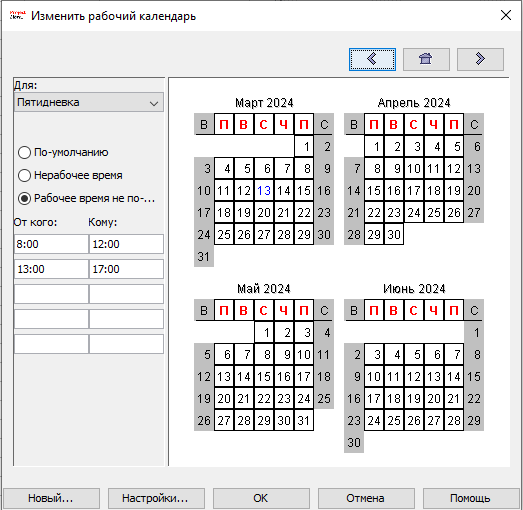 Изменить рабочий календарь
Для:
Пятидневка
По-умолчанию
Нерабочее время
Рабочее время не по-...
От кого: Кому:
8:00 12:00
13:00 17:00
Март 2024
В П В С Ч П С
1 2
3 4 5 6 7 8 9
10 11 12 13 14 15 16
17 18 19 20 21 22 23
24 25 26 27 28 29 30
31
Апрель 2024
В П В С Ч П С
1 2 3 4 5 6
7 8 9 10 11 12 13
14 15 16 17 18 19 20
21 22 23 24 25 26 27
28 29 30
Май 2024
В П В С Ч П С
1 2 3 4
5 6 7 8 9 10 11
12 13 14 15 16 17 18
19 20 21 22 23 24 25
26 27 28 29 30 31
Июнь 2024
В П В С Ч П С
1
2 3 4 5 6 7 8
9 10 11 12 13 14 15
16 17 18 19 20 21 22
23 24 25 26 27 28 29
30
Новый... Настройки... ОК Отмена Помощь